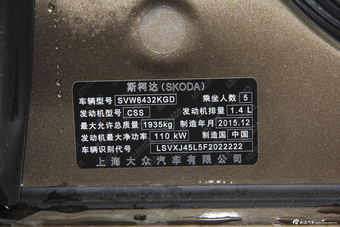 斯柯达 (SKODA)
车辆型号 SVW6432KGD 乘坐人数 5
发动机型号 CSS 发动机排量 1.4 L
最大允许总质量 1935kg 制造年月 2015.12
发动机最大净功率 110 kW 制造国 中国
车辆识别代号 LSVXJ45L5F2022222
上海大众汽车有限公司